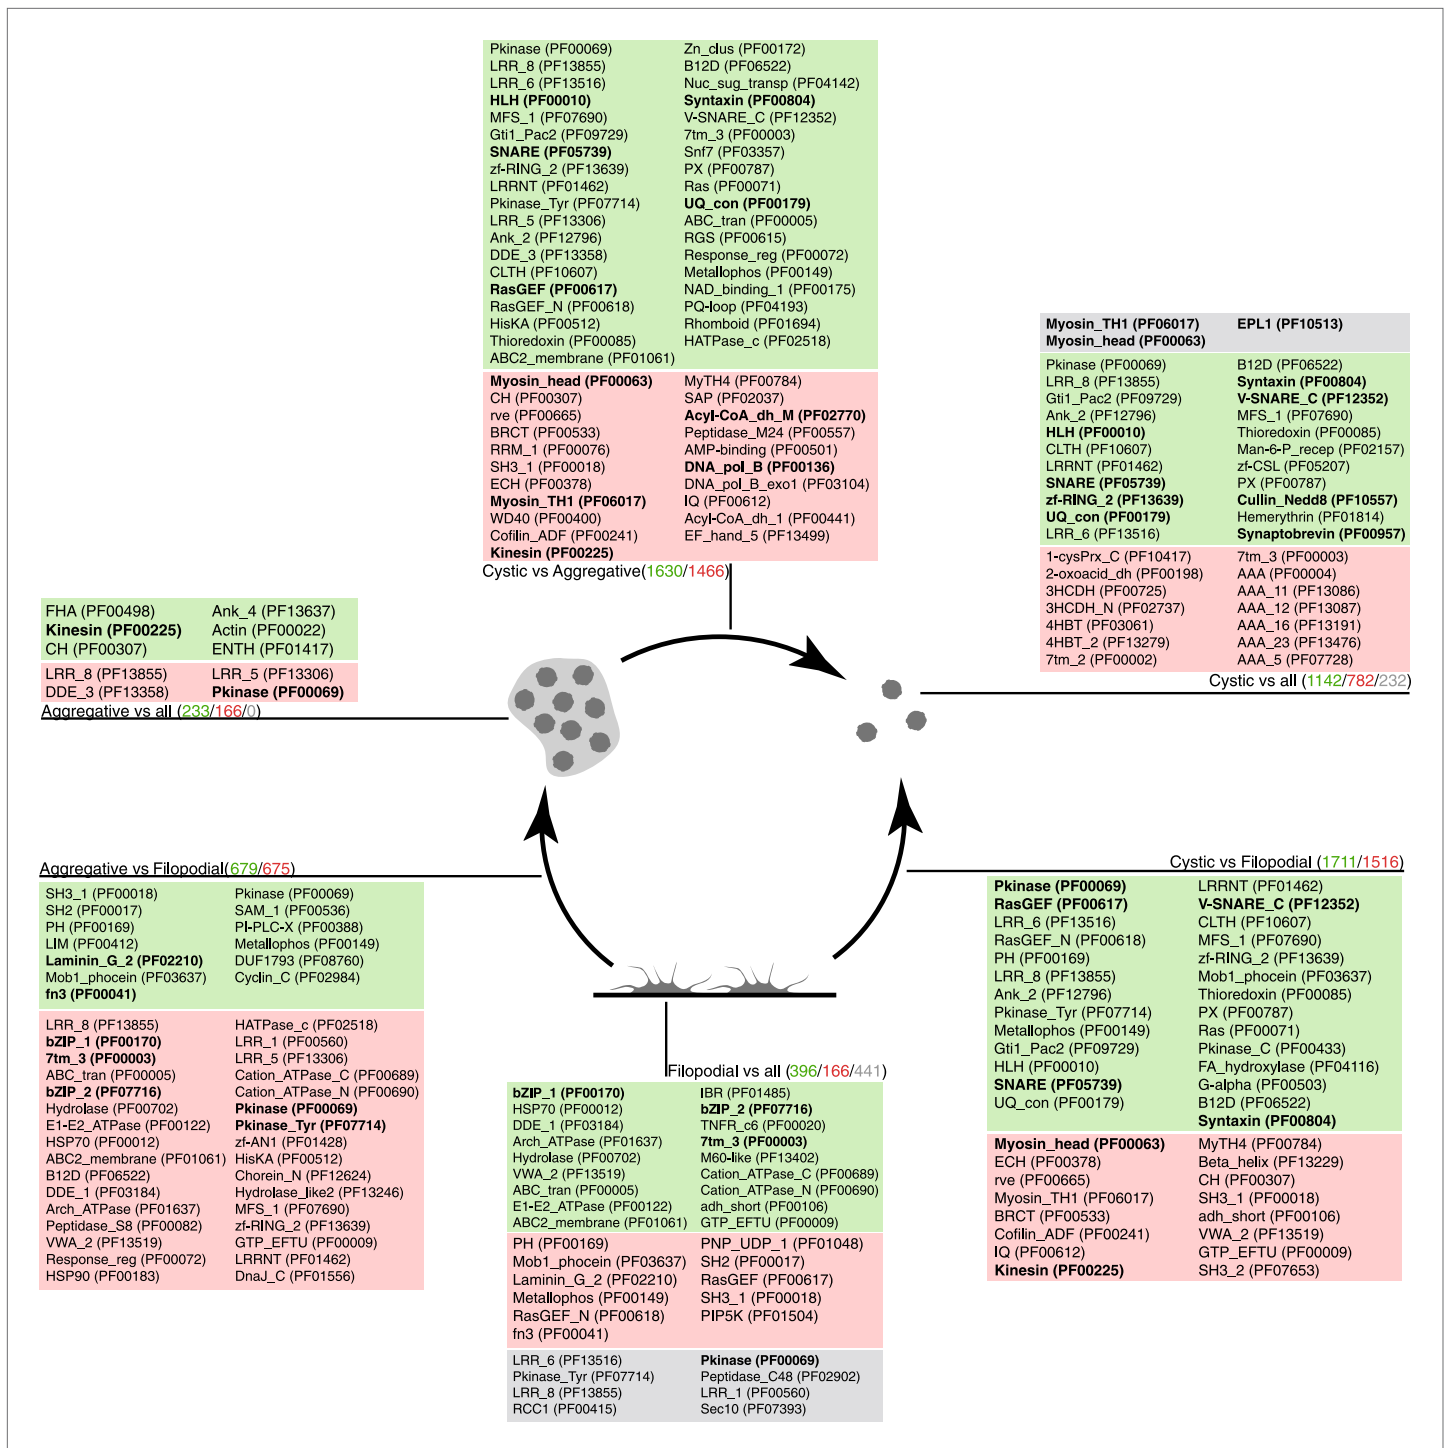 Pkinase (PF00069) Zn_clus (PF00172)
LRR_8 (PF13855) B12D (PF06522)
LRR_6 (PF13516) Nuc_sug_transp (PF04142)
HLH (PF00010) Syntaxin (PF00804)
MFS_1 (PF07690) V-SNARE_C (PF12352)
Gti1_Pac2 (PF09729) 7tm_3 (PF00003)
SNARE (PF05739) Snf7 (PF03357)
zf-RING_2 (PF13639) PX (PF00787)
LRRNT (PF01462) Ras (PF00071)
Pkinase_Tyr (PF07714) UQ_con (PF00179)
LRR_5 (PF13306) ABC_tran (PF00005)
Ank_2 (PF12796) RGS (PF00615)
DDE_3 (PF13358) Response_reg (PF00072)
CLTH (PF10607) Metallophos (PF00149)
RasGEF (PF00617) NAD_binding_1 (PF00175)
RasGEF_N (PF00618) PQ-loop (PF04193)
HisKA (PF00512) Rhomboid (PF01694)
Thioredoxin (PF00085) HATPase_c (PF02518)
ABC2_membrane (PF01061)
Myosin_head (PF00063) MyTH4 (PF00784)
CH (PF00307) SAP (PF02037)
rve (PF00665) Acyl-CoA_dh_M (PF02770)
BRCT (PF00533) Peptidase_M24 (PF00557)
RRM_1 (PF00076) AMP-binding (PF00501)
SH3_1 (PF00018) DNA_pol_B (PF00136)
ECH (PF00378) DNA_pol_B_exo1 (PF03104)
Myosin_TH1 (PF06017) IQ (PF00612)
WD40 (PF00400) Acyl-CoA_dh_1 (PF00441)
Cofilin_ADF (PF00241) EF_hand_5 (PF13499)
Kinesin (PF00225)
Cystic vs Aggregative(1630/1466)
Myosin_TH1 (PF06017) EPL1 (PF10513)
Myosin_head (PF00063)
Pkinase (PF00069) B12D (PF06522)
LRR_8 (PF13855) Syntaxin (PF00804)
Gti1_Pac2 (PF09729) V-SNARE_C (PF12352)
Ank_2 (PF12796) MFS_1 (PF07690)
HLH (PF00010) Thioredoxin (PF00085)
CLTH (PF10607) Man-6-P_recep (PF02157)
LRRNT (PF01462) zf-CSL (PF05207)
SNARE (PF05739) PX (PF00787)
zf-RING_2 (PF13639) Cullin_Nedd8 (PF10557)
UQ_con (PF00179) Hemerythrin (PF01814)
LRR_6 (PF13516) Synaptobrevin (PF00957)
1-cysPrx_C (PF10417) 7tm_3 (PF00003)
2-oxoacid_dh (PF00198) AAA (PF00004)
3HCDH (PF00725) AAA_11 (PF13086)
3HCDH_N (PF02737) AAA_12 (PF13087)
4HBT (PF03061) AAA_16 (PF13191)
4HBT_2 (PF13279) AAA_23 (PF13476)
7tm_2 (PF00002) AAA_5 (PF07728)
Cystic vs all (1142/782/232)
FHA (PF00498) Ank_4 (PF13637)
Kinesin (PF00225) Actin (PF00022)
CH (PF00307) ENTH (PF01417)
LRR_8 (PF13855) LRR_5 (PF13306)
DDE_3 (PF13358) Pkinase (PF00069)
Aggregative vs all (233/166/0)
Aggregative vs Filopodial(679/675)
SH3_1 (PF00018) Pkinase (PF00069)
SH2 (PF00017) SAM_1 (PF00536)
PH (PF00169) PI-PLC-X (PF00388)
LIM (PF00412) Metallophos (PF00149)
Laminin_G_2 (PF02210) DUF1793 (PF08760)
Mob1_phocein (PF03637) Cyclin_C (PF02984)
fn3 (PF00041)
LRR_8 (PF13855) HATPase_c (PF02518)
bZIP_1 (PF00170) LRR_1 (PF00560)
7tm_3 (PF00003) LRR_5 (PF13306)
ABC_tran (PF00005) Cation_ATPase_C (PF00689)
bZIP_2 (PF07716) Cation_ATPase_N (PF00690)
Hydrolase (PF00702) Pkinase (PF00069)
E1-E2_ATPase (PF00122) Pkinase_Tyr (PF07714)
HSP70 (PF00012) zf-AN1 (PF01428)
ABC2_membrane (PF01061) HisKA (PF00512)
B12D (PF06522) Chorein_N (PF12624)
DDE_1 (PF03184) Hydrolase_like2 (PF13246)
Arch_ATPase (PF01637) MFS_1 (PF07690)
Peptidase_S8 (PF00082) zf-RING_2 (PF13639)
VWA_2 (PF13519) GTP_EFTU (PF00009)
Response_reg (PF00072) LRRNT (PF01462)
HSP90 (PF00183) DnaJ_C (PF01556)
Filopodial vs all (396/166/441)
bZIP_1 (PF00170) IBR (PF01485)
HSP70 (PF00012) bZIP_2 (PF07716)
DDE_1 (PF03184) TNFR_c6 (PF00020)
Arch_ATPase (PF01637) 7tm_3 (PF00003)
Hydrolase (PF00702) M60-like (PF13402)
VWA_2 (PF13519) Cation_ATPase_C (PF00689)
ABC_tran (PF00005) Cation_ATPase_N (PF00690)
E1-E2_ATPase (PF00122) adh_short (PF00106)
ABC2_membrane (PF01061) GTP_EFTU (PF00009)
PH (PF00169) PNP_UDP_1 (PF01048)
Mob1_phocein (PF03637) SH2 (PF00017)
Laminin_G_2 (PF02210) RasGEF (PF00617)
Metallophos (PF00149) SH3_1 (PF00018)
RasGEF_N (PF00618) PIP5K (PF01504)
fn3 (PF00041)
LRR_6 (PF13516) Pkinase (PF00069)
Pkinase_Tyr (PF07714) Peptidase_C48 (PF02902)
LRR_8 (PF13855) LRR_1 (PF00560)
RCC1 (PF00415) Sec10 (PF07393)
Cystic vs Filopodial (1711/1516)
Pkinase (PF00069) LRRNT (PF01462)
RasGEF (PF00617) V-SNARE_C (PF12352)
LRR_6 (PF13516) CLTH (PF10607)
RasGEF_N (PF00618) MFS_1 (PF07690)
PH (PF00169) zf-RING_2 (PF13639)
LRR_8 (PF13855) Mob1_phocein (PF03637)
Ank_2 (PF12796) Thioredoxin (PF00085)
Pkinase_Tyr (PF07714) PX (PF00787)
Metallophos (PF00149) Ras (PF00071)
Gti1_Pac2 (PF09729) Pkinase_C (PF00433)
HLH (PF00010) FA_hydroxylase (PF04116)
SNARE (PF05739) G-alpha (PF00503)
UQ_con (PF00179) B12D (PF06522)
Syntaxin (PF00804)
Myosin_head (PF00063) MyTH4 (PF00784)
ECH (PF00378) Beta_helix (PF13229)
rve (PF00665) CH (PF00307)
Myosin_TH1 (PF06017) SH3_1 (PF00018)
BRCT (PF00533) adh_short (PF00106)
Cofilin_ADF (PF00241) VWA_2 (PF13519)
IQ (PF00612) GTP_EFTU (PF00009)
Kinesin (PF00225) SH3_2 (PF07653)